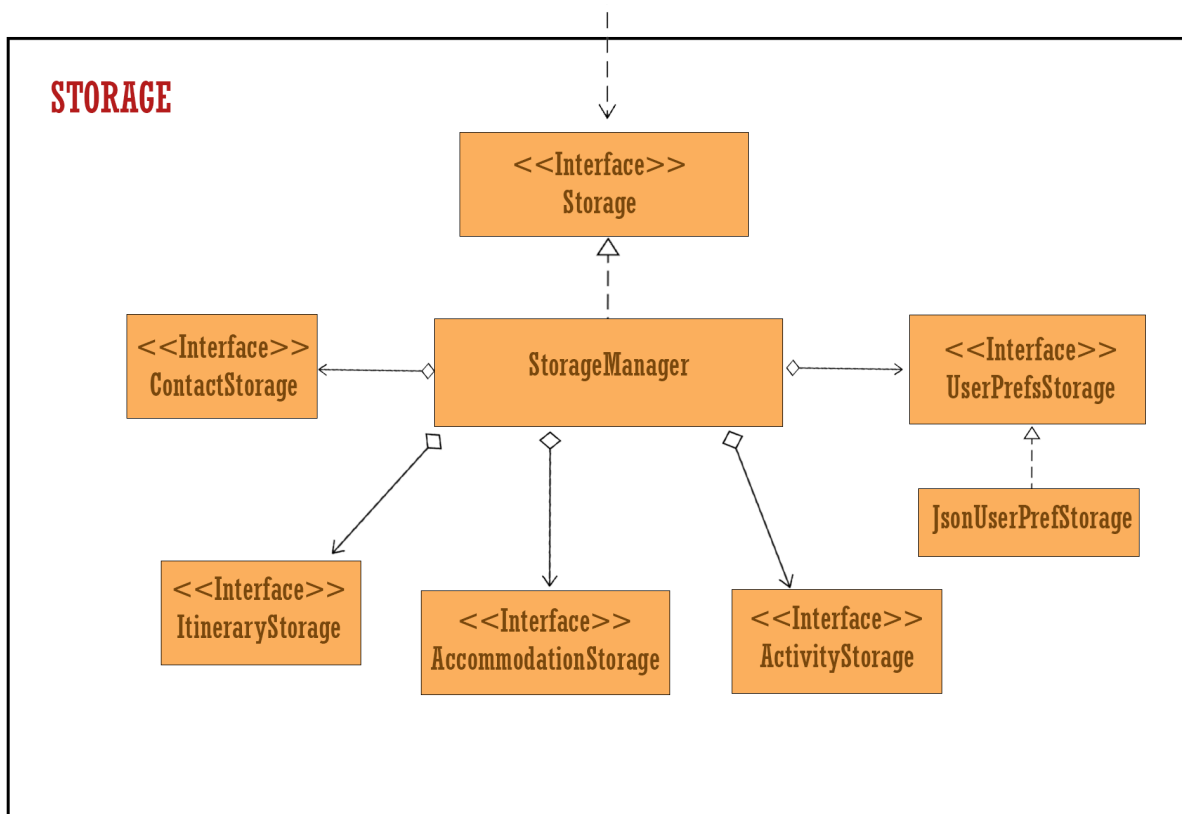 STORAGE
<<Interface>>
Storage
<<Interface>>
ContactStorage
StorageManager
<<Interface>>
UserPrefsStorage
JsonUserPrefStorage
<<Interface>>
ItineraryStorage
<<Interface>>
AccommodationStorage
<<Interface>>
ActivityStorage